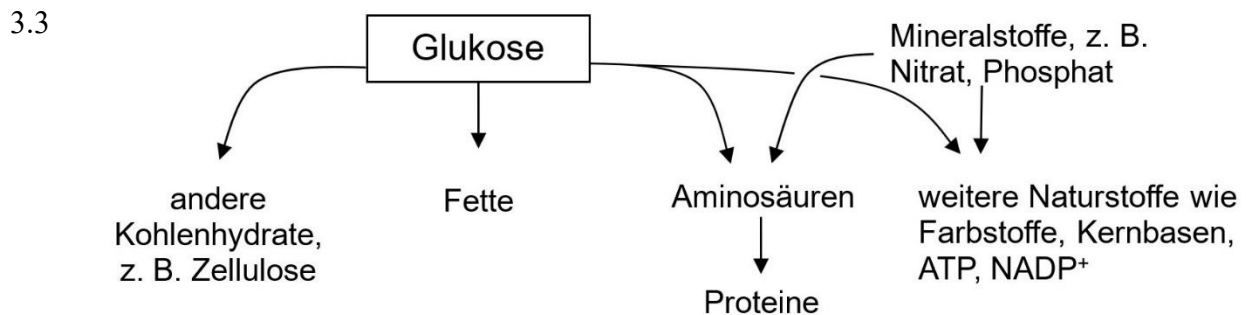 3.3
Glukose
Mineralstoffe, z. B.
Nitrat, Phosphat
andere
Kohlenhydrate,
z. B. Zellulose
Fette
Aminosäuren
Proteine
weitere Naturstoffe wie
Farbstoffe, Kernbasen,
ATP, NADP⁺